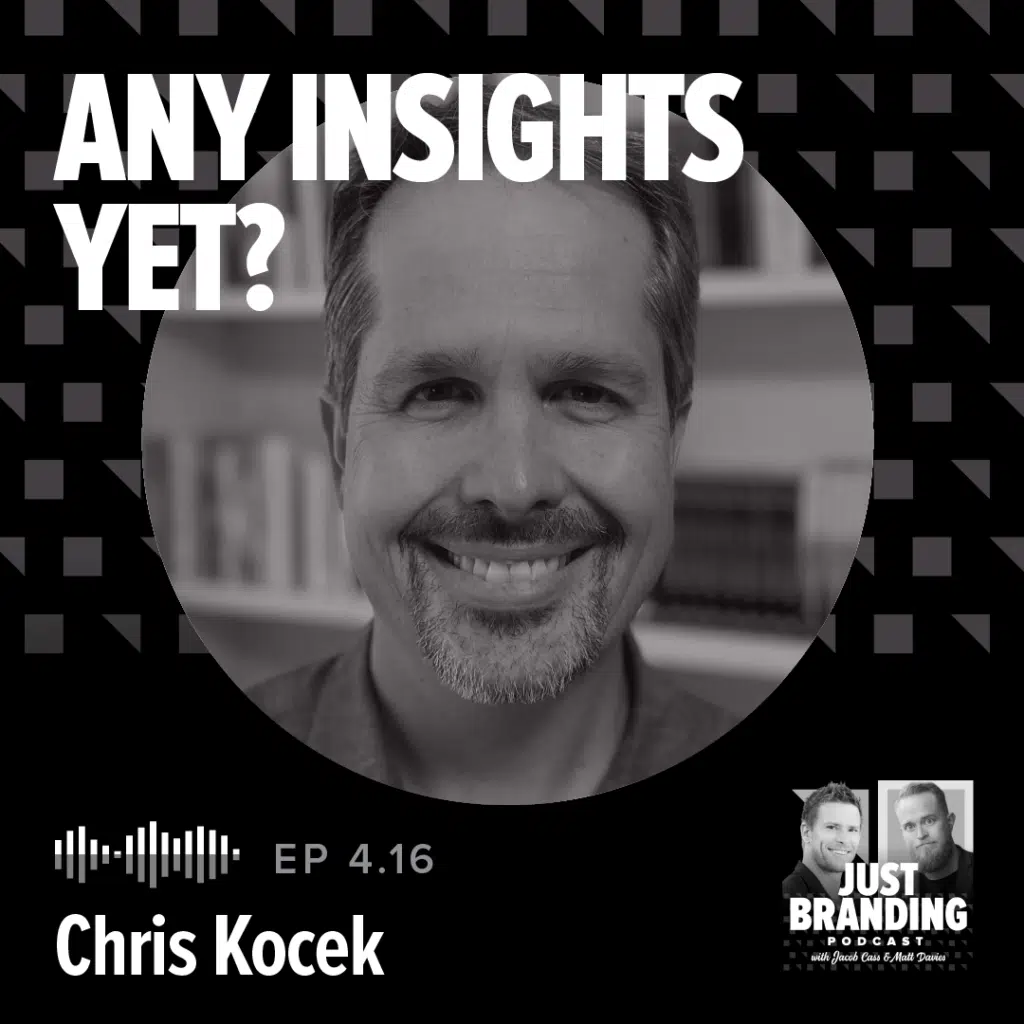 ANY INSIGHTS
YET?
EP 4.16
Chris Kocek
JUST
BRANDING
PODCAST
with Jacob Cass & Matt Davies